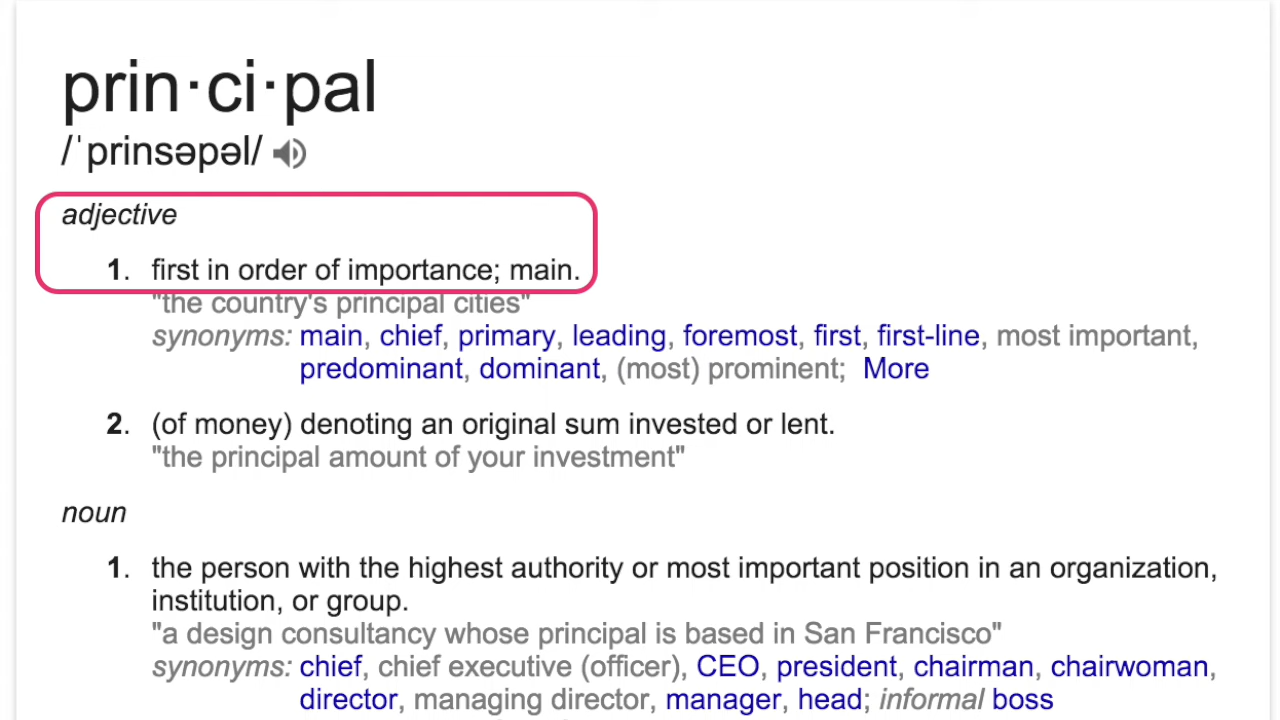 prin·ci·pal
/ˈprinsəpəl/
adjective
1. first in order of importance; main.
"the country's principal cities"
synonyms: main, chief, primary, leading, foremost, first, first-line, most important,
predominant, dominant, (most) prominent; More
2. (of money) denoting an original sum invested or lent.
"the principal amount of your investment"
noun
1. the person with the highest authority or most important position in an organization,
institution, or group.
"a design consultancy whose principal is based in San Francisco"
synonyms: chief, chief executive (officer), CEO, president, chairman, chairwoman,
director, managing director, manager, head; informal boss